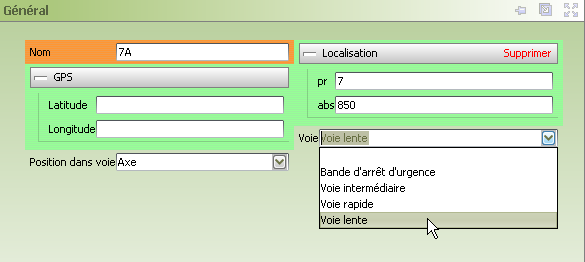 Général
Nom 7A
GPS
Latitude
Longitude
Position dans voie Axe
Localisation Supprimer
pr 7
abs 850
Voie Voie lente
Bande d'arrêt d'urgence
Voie intermédiaire
Voie rapide
Voie lente